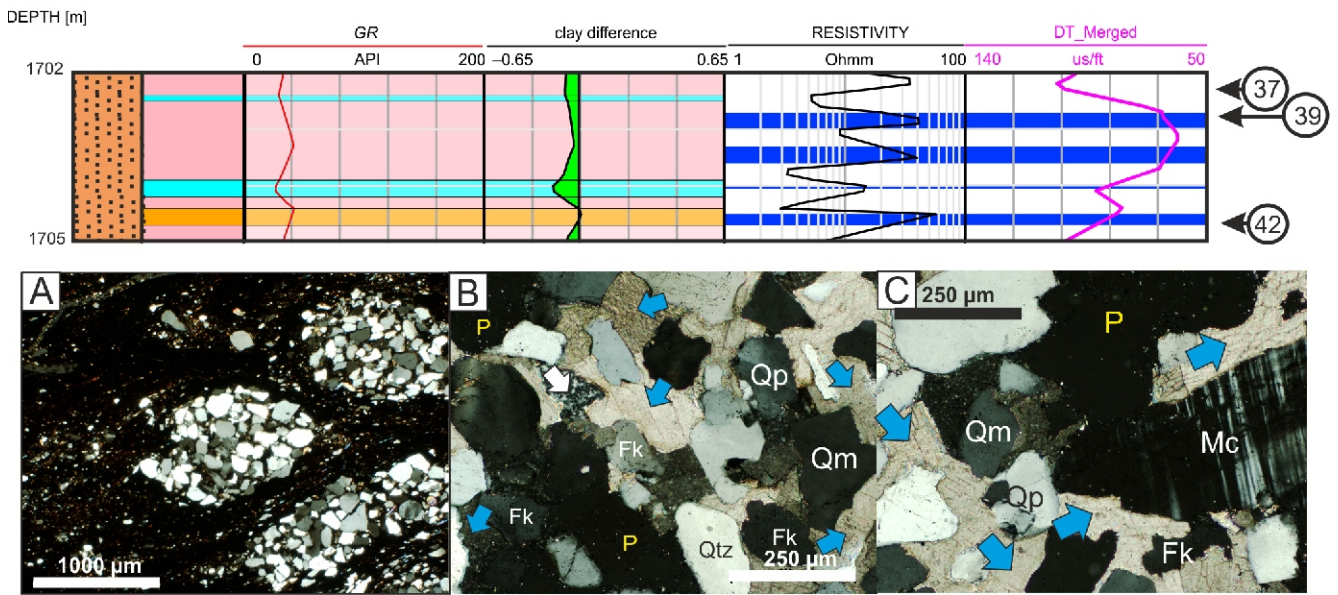 DEPTH [m]
GR
clay difference
RESISTIVITY
DT_Merged
0 API 200
−0.65 0.65
1 Ohmm 100
140 us/ft 50
1702
1705
37
39
42
A
1000 µm
B
P
Qp
Fk
Qm
Fk
P
Qtz
Fk
250 µm
C
250 µm
P
Qm
Mc
Qp
Fk